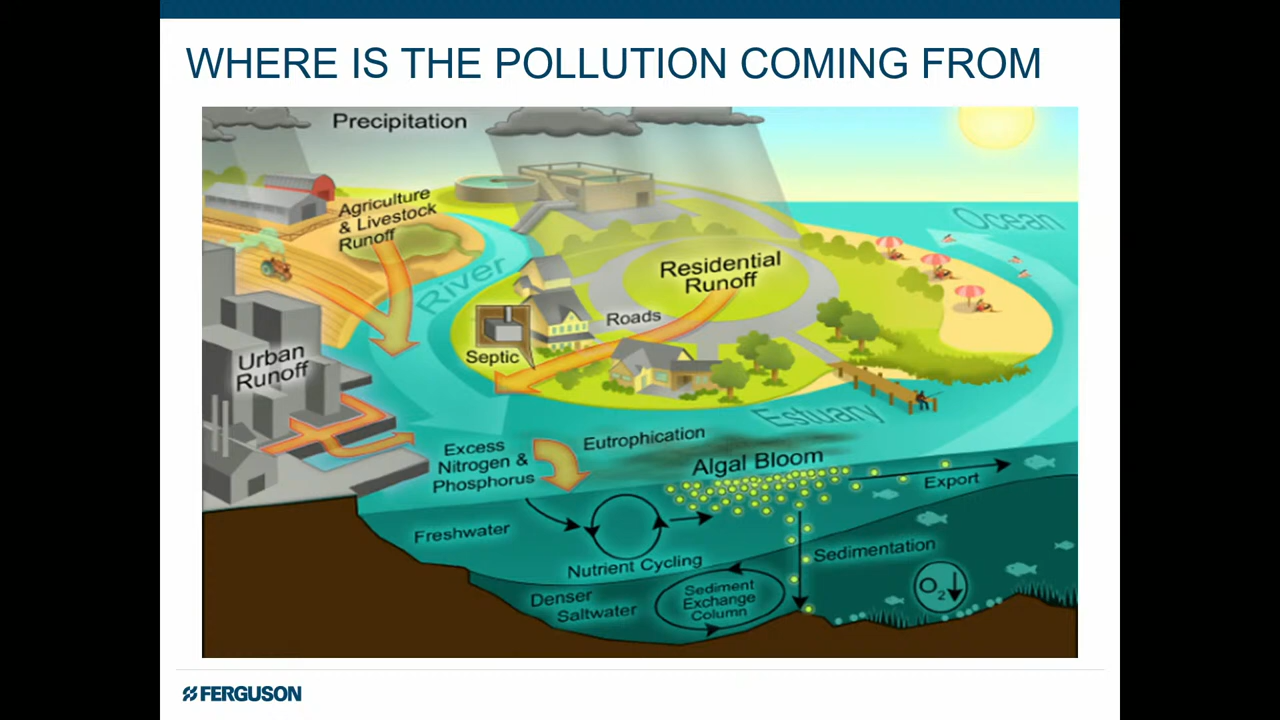 WHERE IS THE POLLUTION COMING FROM
Precipitation
Agriculture
& Livestock
Runoff
River
Ocean
Residential
Runoff
Roads
Septic
Urban
Runoff
Estuary
Excess
Nitrogen &
Phosphorus
Eutrophication
Algal Bloom
Export
Freshwater
Nutrient Cycling
Sedimentation
Denser
Saltwater
Sediment
Exchange
Column
O₂
FERGUSON